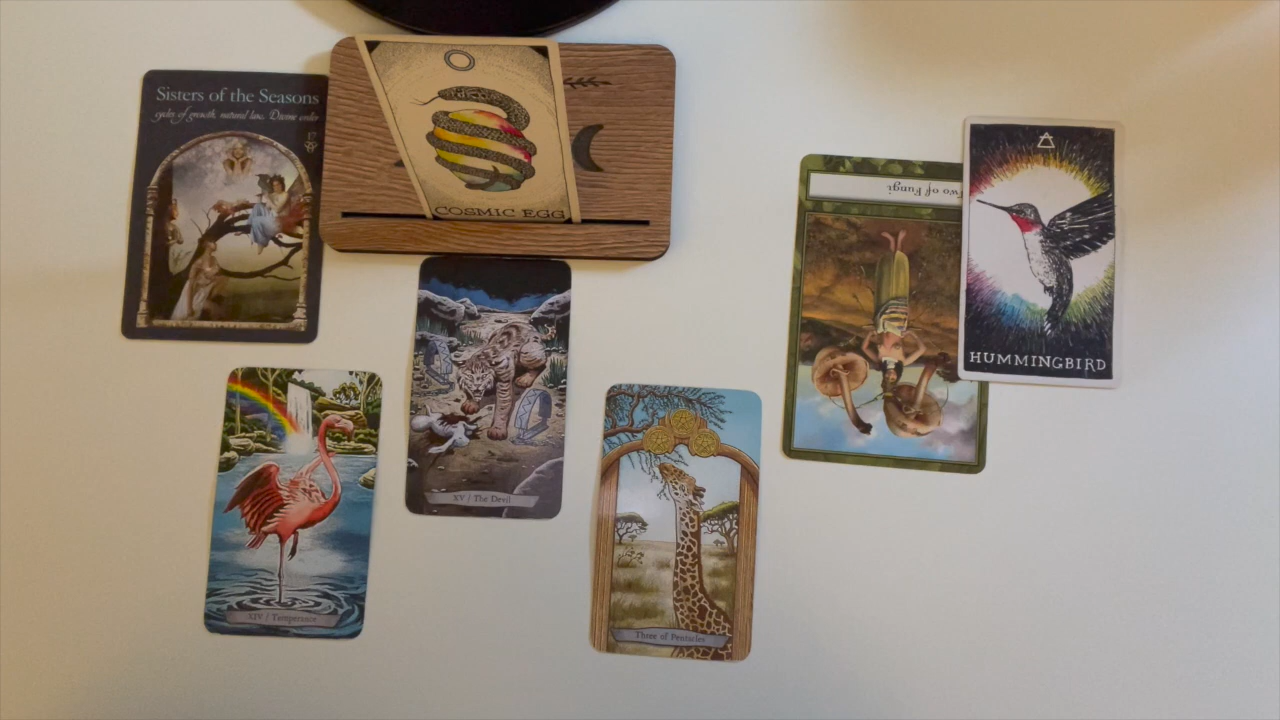 Sisters of the Seasons
cycles of growth, natural law, Divine order
17
COSMIC EGG
Two of Fungi
HUMMINGBIRD
XV / The Devil
XIV / Temperance
Three of Pentacles